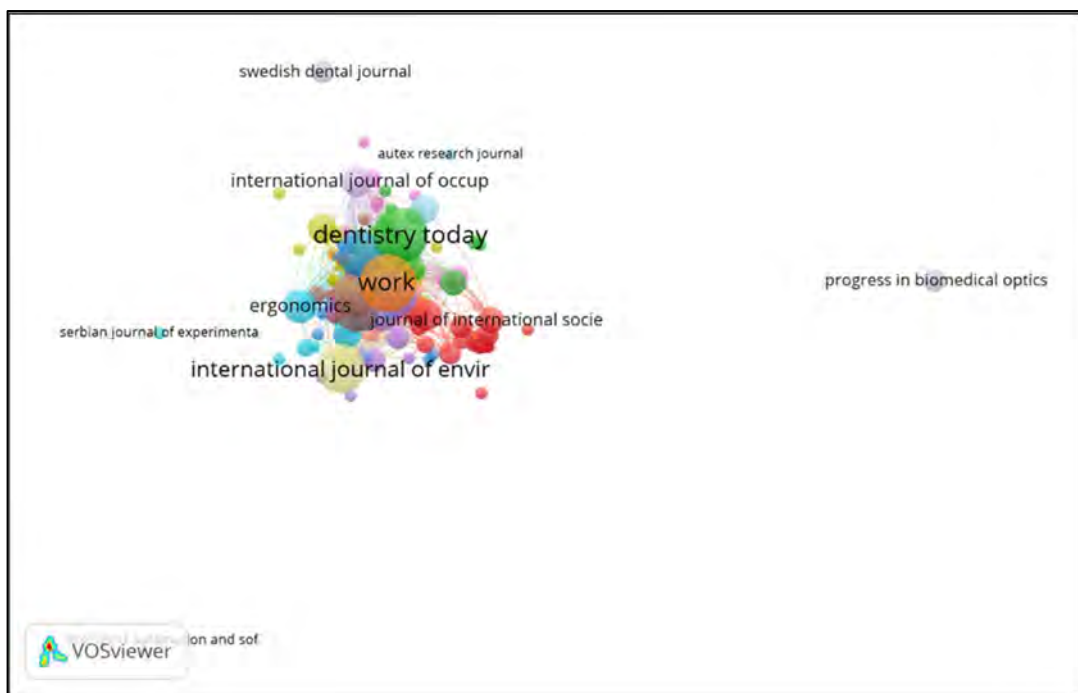 swedish dental journal
autex research journal
international journal of occup
dentistry today
progress in biomedical optics
work
ergonomics
journal of international socie
serbian journal of experimenta
international journal of envir
and sof
VOSviewer